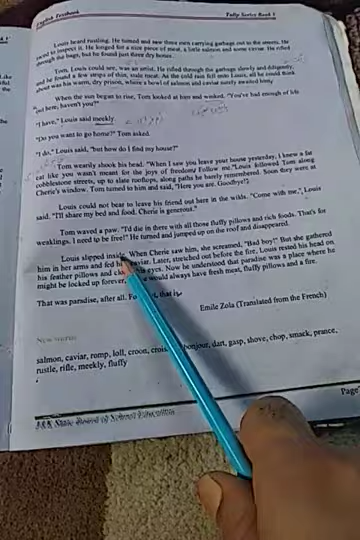 English Textbook
Tulip Series Book 8
Louis heard rustling. He turned and saw three men carrying garbage out to the streets. He
raced to inspect it. He longed for a nice piece of meat, a little salmon and some caviar. He rifled
through the bags, but he found just three dry bones.
Tom, Louis could see, was an artist. He rifled through the garbage slowly and diligently,
and he found a few strips of thin, stale meat. As the cold rain fell onto Louis, all he could think
about was his warm, dry prison, where a bowl of salmon and caviar surely awaited him.
When the sun began to rise, Tom looked at him and winked. "You've had enough of life
out here, haven't you?"
"I have," Louis said meekly.
"Do you want to go home?" Tom asked.
"I do," Louis said, "but how do I find my house?"
Tom wearily shook his head. "When I saw you leave your house yesterday, I knew a fat
cat like you wasn't meant for the joys of freedom. Follow me." Louis followed Tom along
cobblestone streets, up to slate rooftops, along paths he barely remembered. Soon they were at
Cherie's window. Tom turned to him and said, "Here you are. Goodbye!"
Louis could not bear to leave his friend out here in the wilds. "Come with me," Louis
said. "I'll share my bed and food. Cherie is generous."
Tom waved a paw. "I'd die in there with all those fluffy pillows and rich foods. That's for
weaklings. I need to be free!" He turned and jumped up on the roof and disappeared.
Louis slipped inside. When Cherie saw him, she screamed. "Bad boy!" But she gathered
him in her arms and fed him caviar. Later, stretched out before the fire, Louis rested his head on
his feather pillows and his eyes. Now he understood that paradise was a place where he
might be locked up forever, would always have fresh meat, fluffy pillows and a fire.
That was paradise, after all. that is.
Emile Zola (Translated from the French)
New words
salmon, caviar, romp, loll, croon, bonjour, dart, gasp, shove, chop, smack, prance,
rustle, rifle, meekly, fluffy
J&K State Board of School Education